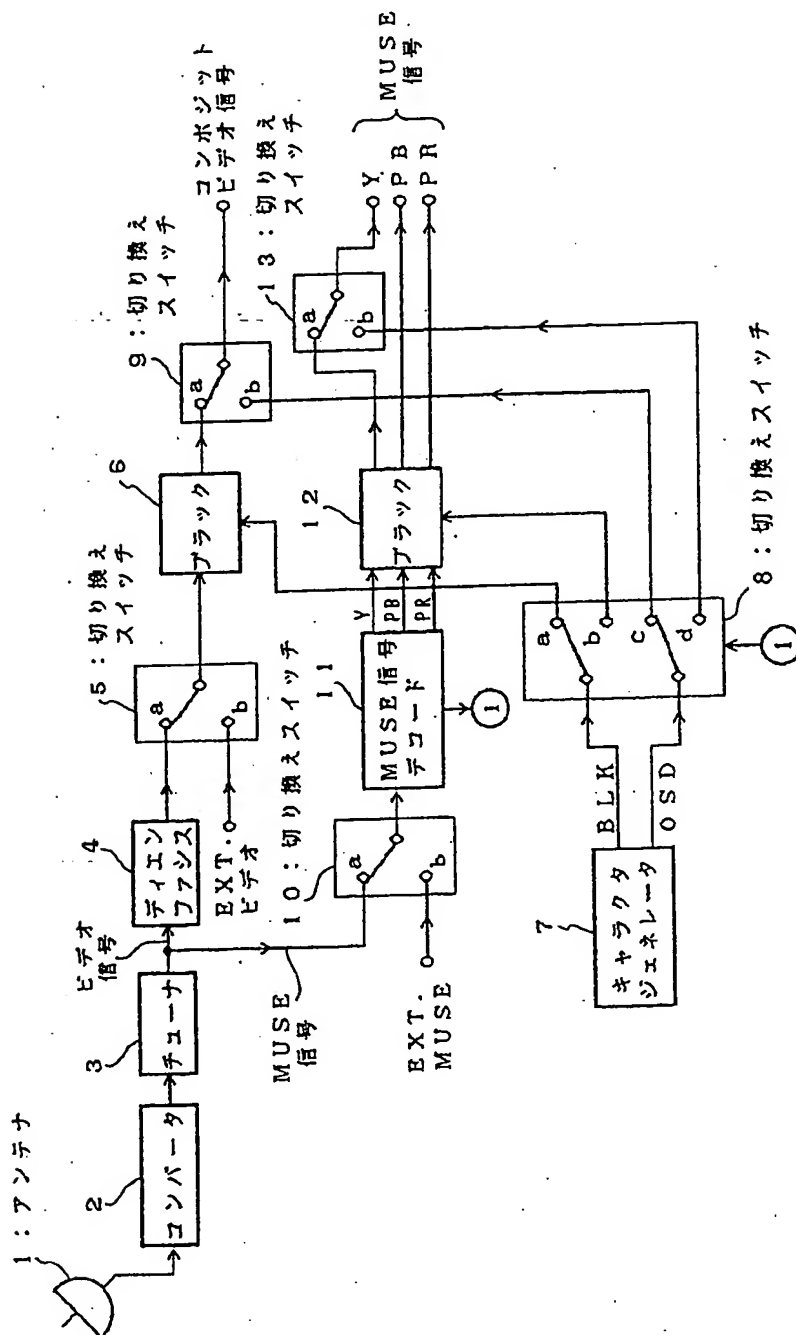 1：アンテナ
2
コンバータ
3
チューナ
ビデオ
信号
4
ディエン
ファシス
EXT.
ビデオ
5：切り換え
スイッチ
a
b
6
ブラック
9：切り換え
スイッチ
a
b
コンポジット
ビデオ信号
MUSE
信号
EXT.
MUSE
10：切り換えスイッチ
a
b
11
MUSE信号
デコード
1
Y
PB
PR
12
ブラック
13：切り換え
スイッチ
a
b
Y
PB
PR
MUSE
信号
7
キャラクタ
ジェネレータ
BLK
OSD
a
b
c
d
8：切り換えスイッチ
1